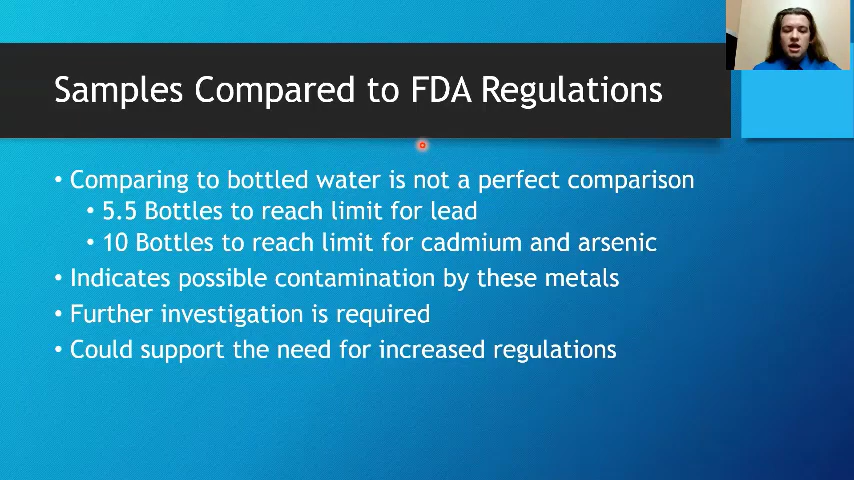 Samples Compared to FDA Regulations
• Comparing to bottled water is not a perfect comparison
• 5.5 Bottles to reach limit for lead
• 10 Bottles to reach limit for cadmium and arsenic
• Indicates possible contamination by these metals
• Further investigation is required
• Could support the need for increased regulations